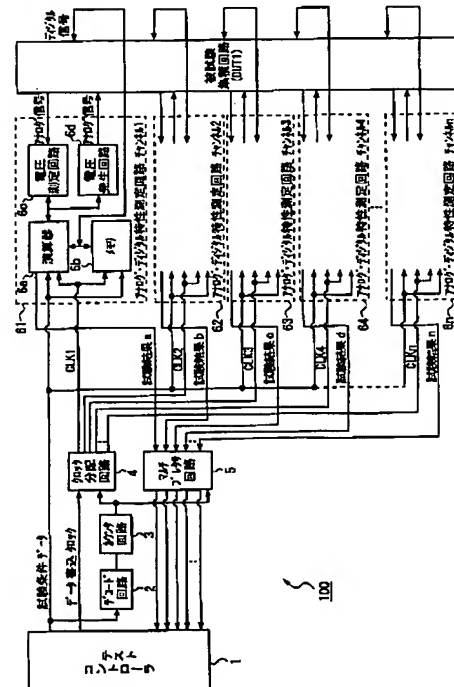 テスト
コントローラ
1
試験条件データ
データ書込クロック
デコード
回路
2
カウンタ
回路
3
クロック
分配
回路
4
マルチ
プレクサ
回路
5
CLK1
試験結果a
CLK2
試験結果b
CLK3
試験結果c
CLK4
試験結果d
CLKn
試験結果n
61
6a
演算器
6b
メモリ
6c
電圧
測定回路
6d
電圧
発生回路
アナログ信号
アナログ信号
ディジタル
信号
アナログ・ディジタル特性測定回路 チャンネル1
62
アナログ・ディジタル特性測定回路 チャンネル2
63
アナログ・ディジタル特性測定回路 チャンネル3
64
アナログ・ディジタル特性測定回路 チャンネル4
6n
アナログ・ディジタル特性測定回路 チャンネルn
被試験
集積回路
(DUT1)
100